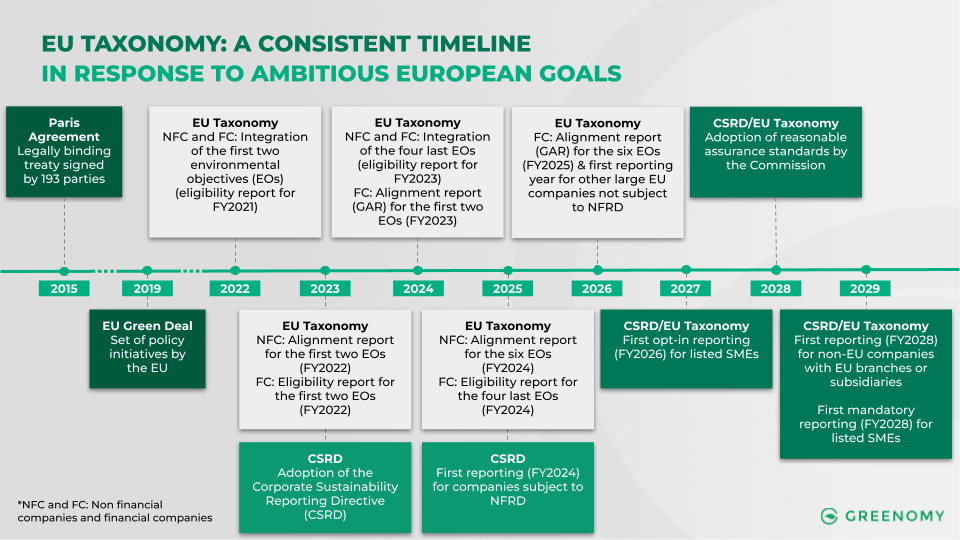 EU TAXONOMY: A CONSISTENT TIMELINE
IN RESPONSE TO AMBITIOUS EUROPEAN GOALS
Paris
Agreement
Legally binding
treaty signed
by 193 parties
EU Taxonomy
NFC and FC: Integration
of the first two
environmental
objectives (EOs)
(eligibility report for
FY2021)
EU Taxonomy
NFC and FC: Integration
of the four last EOs
(eligibility report for
FY2023)
FC: Alignment report
(GAR) for the first two
EOs (FY2023)
EU Taxonomy
FC: Alignment report
(GAR) for the six EOs
(FY2025) & first reporting
year for other large EU
companies not subject
to NFRD
CSRD/EU Taxonomy
Adoption of reasonable
assurance standards by
the Commission
2015
2019
2022
2023
2024
2025
2026
2027
2028
2029
EU Green Deal
Set of policy
initiatives by
the EU
EU Taxonomy
NFC: Alignment report
for the first two EOs
(FY2022)
FC: Eligibility report for
the first two EOs
(FY2022)
CSRD
Adoption of the
Corporate Sustainability
Reporting Directive
(CSRD)
EU Taxonomy
NFC: Alignment report
for the six EOs
(FY2024)
FC: Eligibility report for
the four last EOs
(FY2024)
CSRD
First reporting (FY2024)
for companies subject to
NFRD
CSRD/EU Taxonomy
First opt-in reporting
(FY2026) for listed SMEs
CSRD/EU Taxonomy
First reporting (FY2028)
for non-EU companies
with EU branches or
subsidiaries
First mandatory
reporting (FY2028) for
listed SMEs
*NFC and FC: Non financial
companies and financial companies
GREENOMY